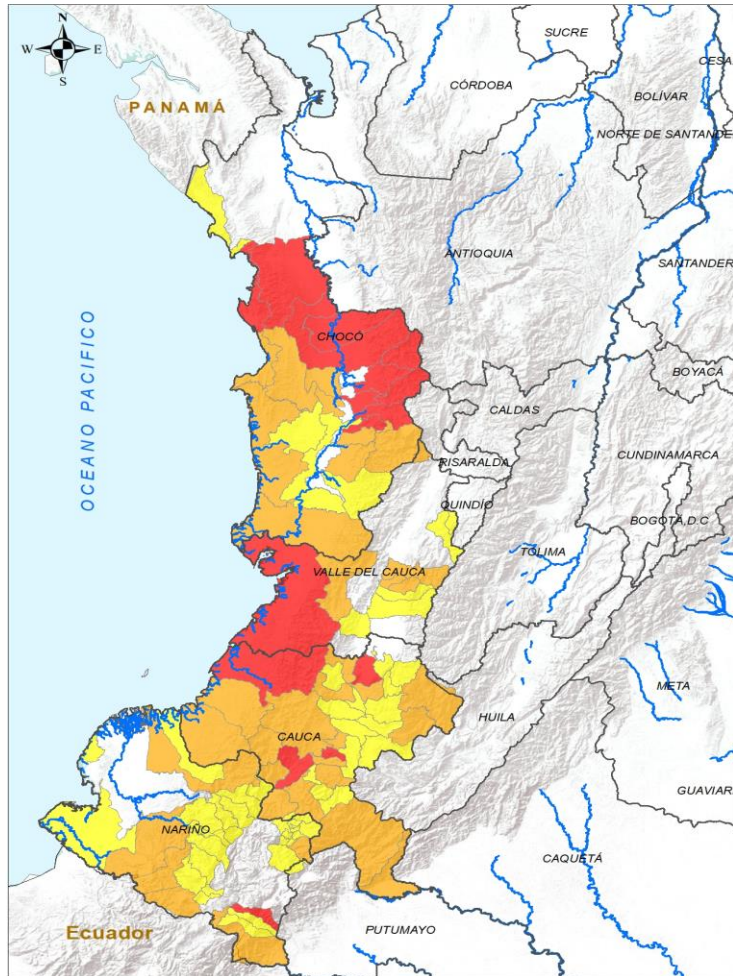 SUCRE
N
CESA
CÓRDOBA
W E
BOLÍVAR
S
PANAMÁ
NORTE DE SANTANDE
ANTIOQUIA
SANTANDER
OCEANO PACIFICO
CHOCÓ
BOYACÁ
CALDAS
CUNDINAMARCA
RISARALDA
QUINDÍO
BOGOTÁ, D.C
TOLIMA
VALLE DEL CAUCA
META
HUILA
CAUCA
GUAVIAR
NARIÑO
CAQUETÁ
Ecuador
PUTUMAYO